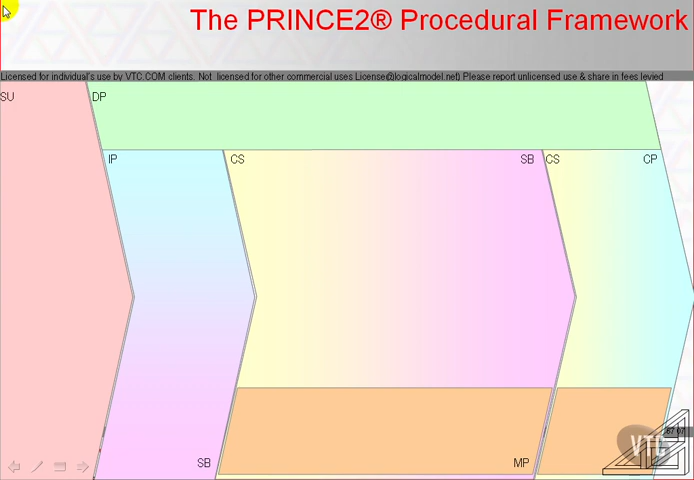 The PRINCE2® Procedural Framework
Licensed for individual's use by VTC.COM clients. Not licensed for other commercial uses License@logicalmodel.net) Please report unlicensed use & share in fees levied
SU
DP
IP
CS
SB
CS
CP
SB
MP
VTC